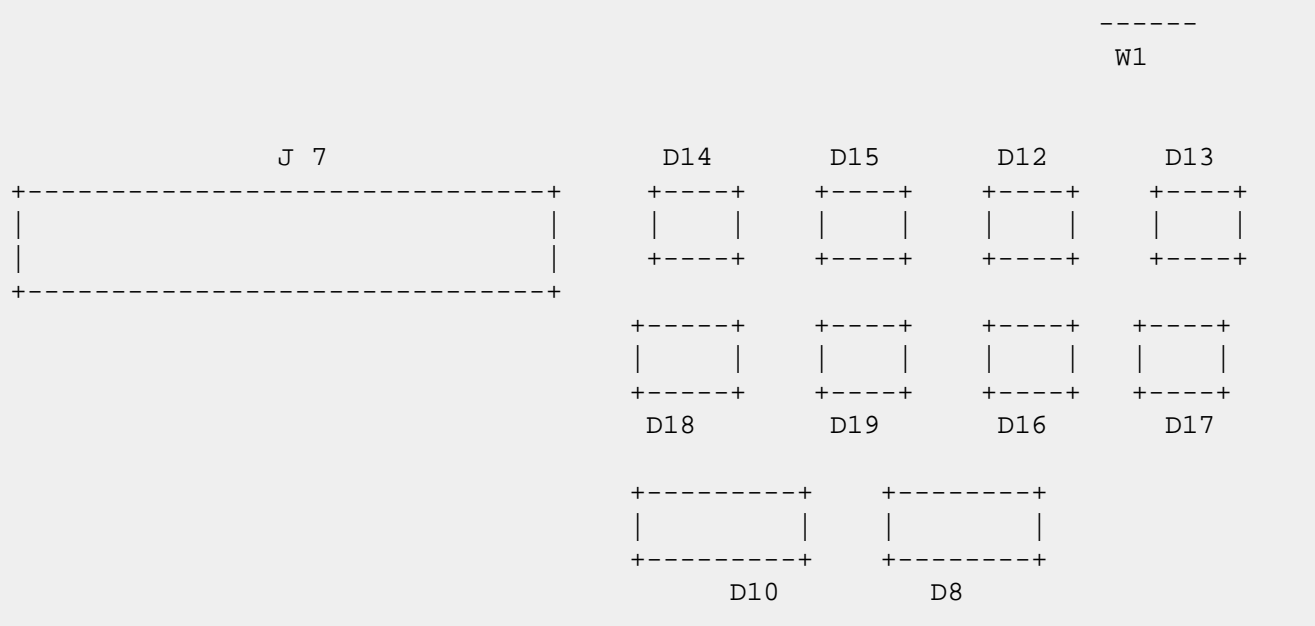 ------
W1
J 7 D14 D15 D12 D13
+-------------------------------+ +----+ +----+ +----+ +----+
| | | | | | | | | |
| | +----+ +----+ +----+ +----+
+-------------------------------+
+-----+ +----+ +----+ +----+
| | | | | | | |
+-----+ +----+ +----+ +----+
D18 D19 D16 D17
+---------+ +--------+
| | | |
+---------+ +--------+
D10 D8